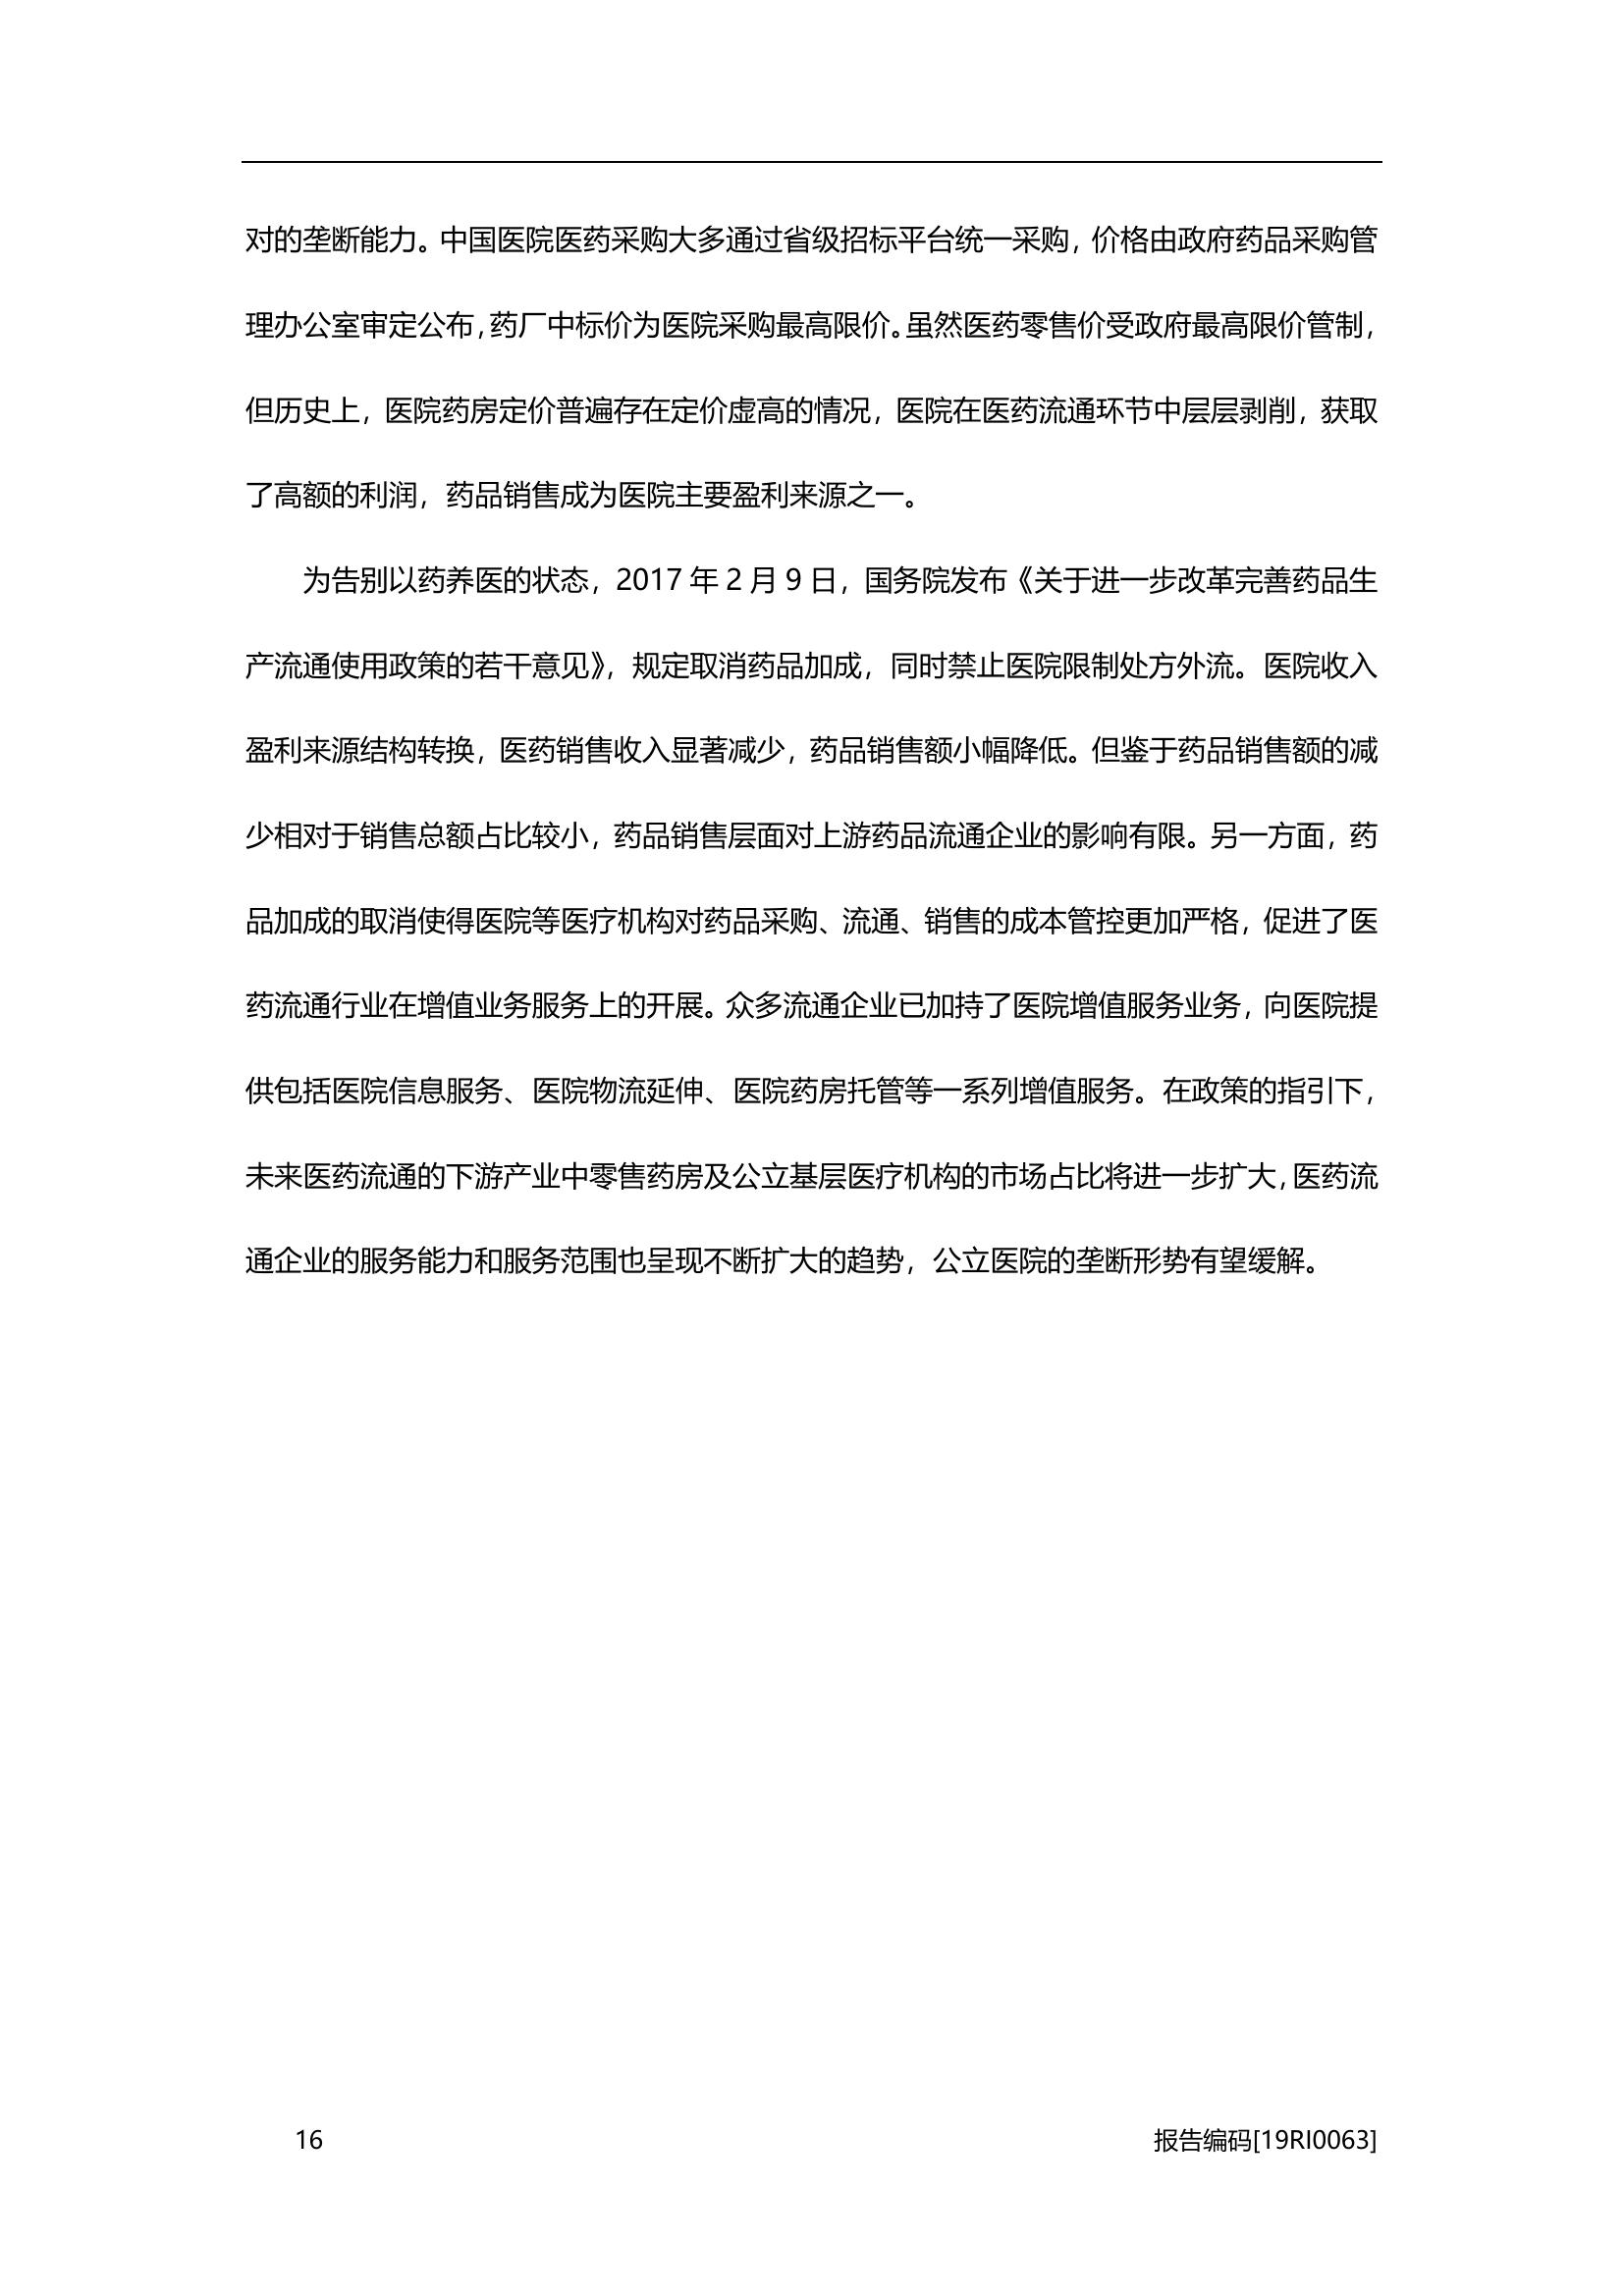 对的垄断能力。中国医院医药采购大多通过省级招标平台统一采购，价格由政府药品采购管
理办公室审定公布，药厂中标价为医院采购最高限价。虽然医药零售价受政府最高限价管制，
但历史上，医院药房定价普遍存在定价虚高的情况，医院在医药流通环节中层层剥削，获取
了高额的利润，药品销售成为医院主要盈利来源之一。
为告别以药养医的状态，2017 年 2 月 9 日，国务院发布《关于进一步改革完善药品生
产流通使用政策的若干意见》，规定取消药品加成，同时禁止医院限制处方外流。医院收入
盈利来源结构转换，医药销售收入显著减少，药品销售额小幅降低。但鉴于药品销售额的减
少相对于销售总额占比较小，药品销售层面对上游药品流通企业的影响有限。另一方面，药
品加成的取消使得医院等医疗机构对药品采购、流通、销售的成本管控更加严格，促进了医
药流通行业在增值业务服务上的开展。众多流通企业已加持了医院增值服务业务，向医院提
供包括医院信息服务、医院物流延伸、医院药房托管等一系列增值服务。在政策的指引下，
未来医药流通的下游产业中零售药房及公立基层医疗机构的市场占比将进一步扩大，医药流
通企业的服务能力和服务范围也呈现不断扩大的趋势，公立医院的垄断形势有望缓解。
16 报告编码[19RI0063]